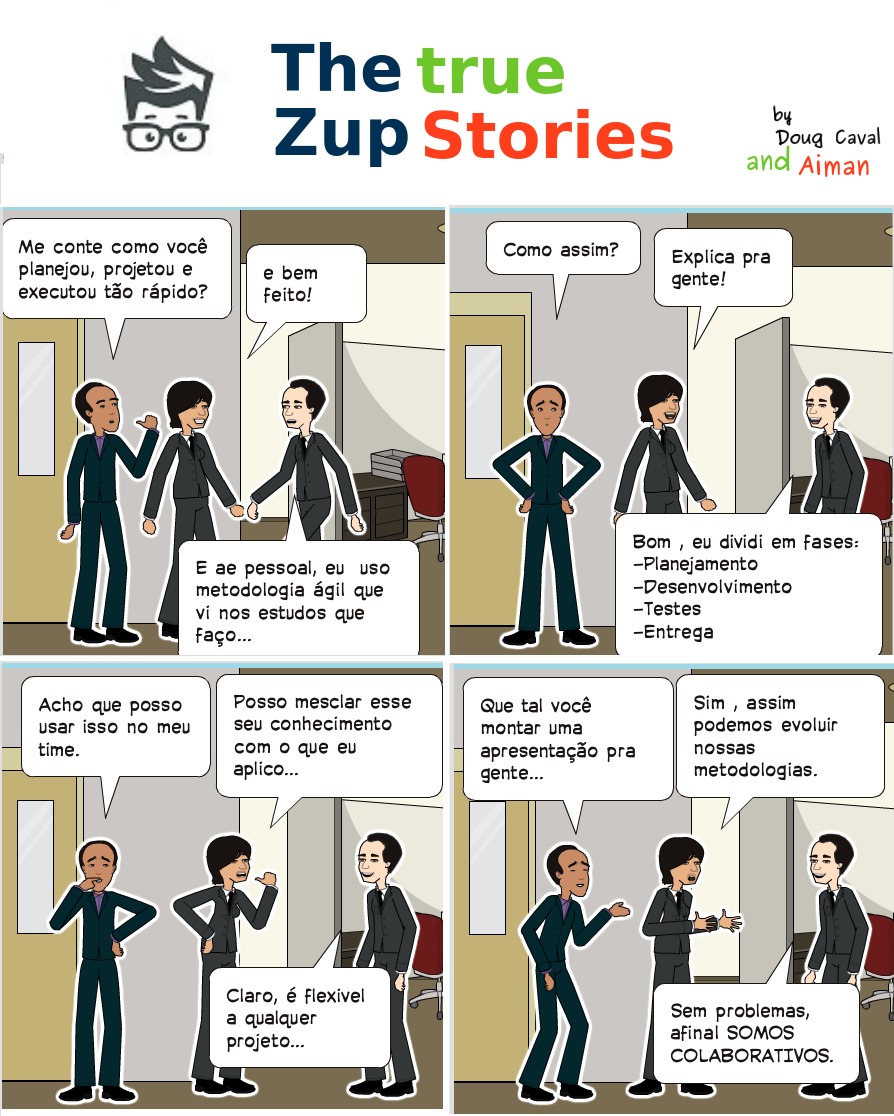 The true
Zup Stories
by
Doug Caval
and Aiman
Me conte como você
planejou, projetou e
executou tão rápido?
e bem
feito!
E ae pessoal, eu uso
metodologia ágil que
vi nos estudos que
faço...
Como assim?
Explica pra
gente!
Bom , eu dividi em fases:
-Planejamento
-Desenvolvimento
-Testes
-Entrega
Acho que posso
usar isso no meu
time.
Posso mesclar esse
seu conhecimento
com o que eu
aplico...
Claro, é flexivel
a qualquer
projeto...
Que tal você
montar uma
apresentação pra
gente...
Sim , assim
podemos evoluir
nossas
metodologias.
Sem problemas,
afinal SOMOS
COLABORATIVOS.